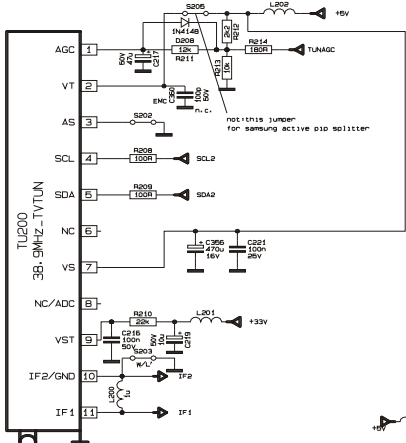 S205
L202
+5V
1N4148
D208
R212
2k2
AGC
1
50V
47u
C217
12k
R211
R213
10k
R214
180R
TUNAGC
VT
2
EMC
C360
100p
50V
n.c.
not!this jumper
for samsung active pip splitter
AS
3
S202
SCL
4
R208
100R
SCL2
SDA
5
R209
100R
SDA2
TU200
38.9MHz_TVTUN
NC
6
VS
7
C356
470u
16V
C221
100n
25V
NC/ADC
8
R210
22k
L201
+33V
VST
9
C216
100n
50V
50V
10u
C219
S203
W/L'
IF2/GND
10
IF2
L200
1u
IF1
11
IF1
+5V